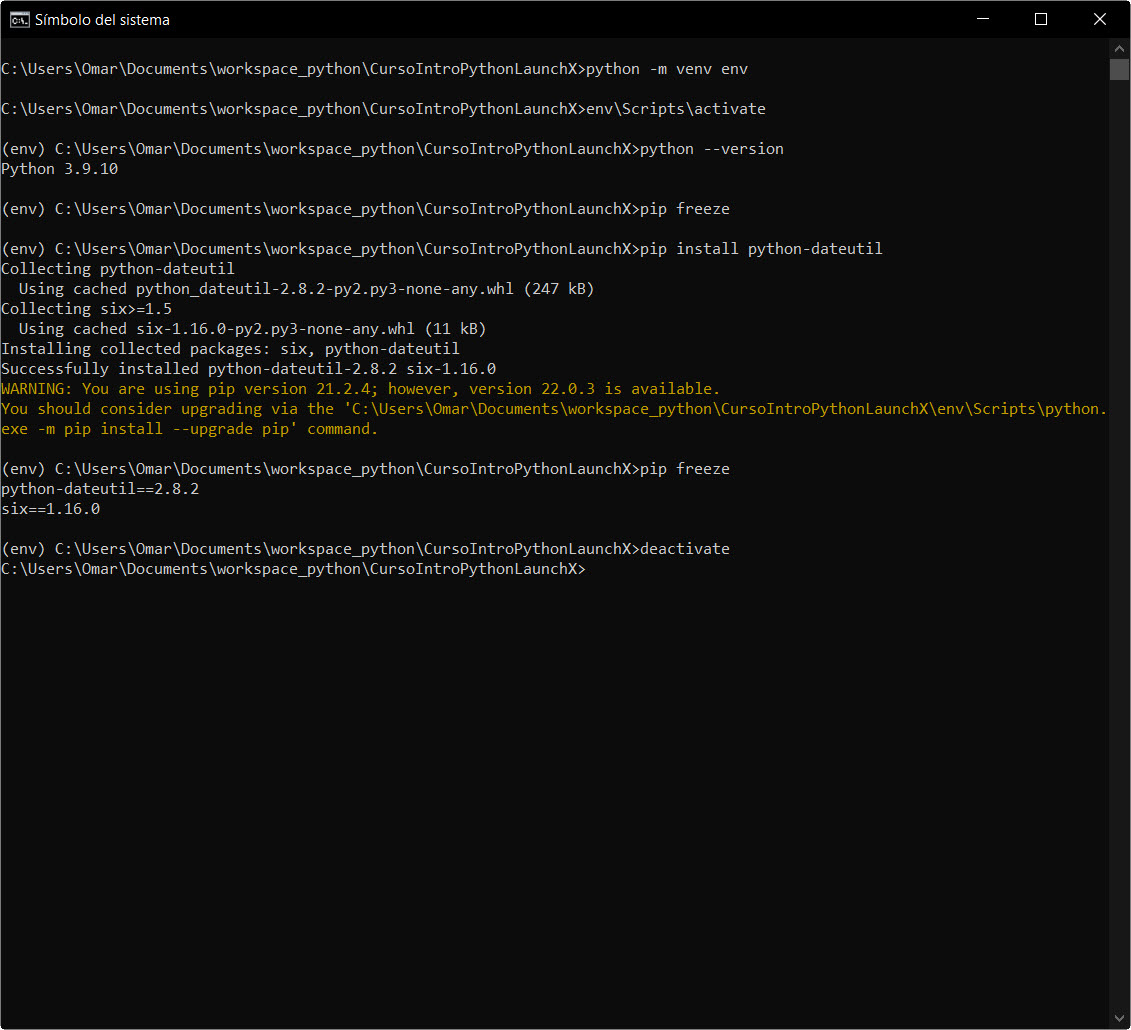 Símbolo del sistema
C:\Users\Omar\Documents\workspace_python\CursoIntroPythonLaunchX>python -m venv env
C:\Users\Omar\Documents\workspace_python\CursoIntroPythonLaunchX>env\Scripts\activate
(env) C:\Users\Omar\Documents\workspace_python\CursoIntroPythonLaunchX>python --version
Python 3.9.10
(env) C:\Users\Omar\Documents\workspace_python\CursoIntroPythonLaunchX>pip freeze
(env) C:\Users\Omar\Documents\workspace_python\CursoIntroPythonLaunchX>pip install python-dateutil
Collecting python-dateutil
  Using cached python_dateutil-2.8.2-py2.py3-none-any.whl (247 kB)
Collecting six>=1.5
  Using cached six-1.16.0-py2.py3-none-any.whl (11 kB)
Installing collected packages: six, python-dateutil
Successfully installed python-dateutil-2.8.2 six-1.16.0
WARNING: You are using pip version 21.2.4; however, version 22.0.3 is available.
You should consider upgrading via the 'C:\Users\Omar\Documents\workspace_python\CursoIntroPythonLaunchX\env\Scripts\python.
exe -m pip install --upgrade pip' command.
(env) C:\Users\Omar\Documents\workspace_python\CursoIntroPythonLaunchX>pip freeze
python-dateutil==2.8.2
six==1.16.0
(env) C:\Users\Omar\Documents\workspace_python\CursoIntroPythonLaunchX>deactivate
C:\Users\Omar\Documents\workspace_python\CursoIntroPythonLaunchX>